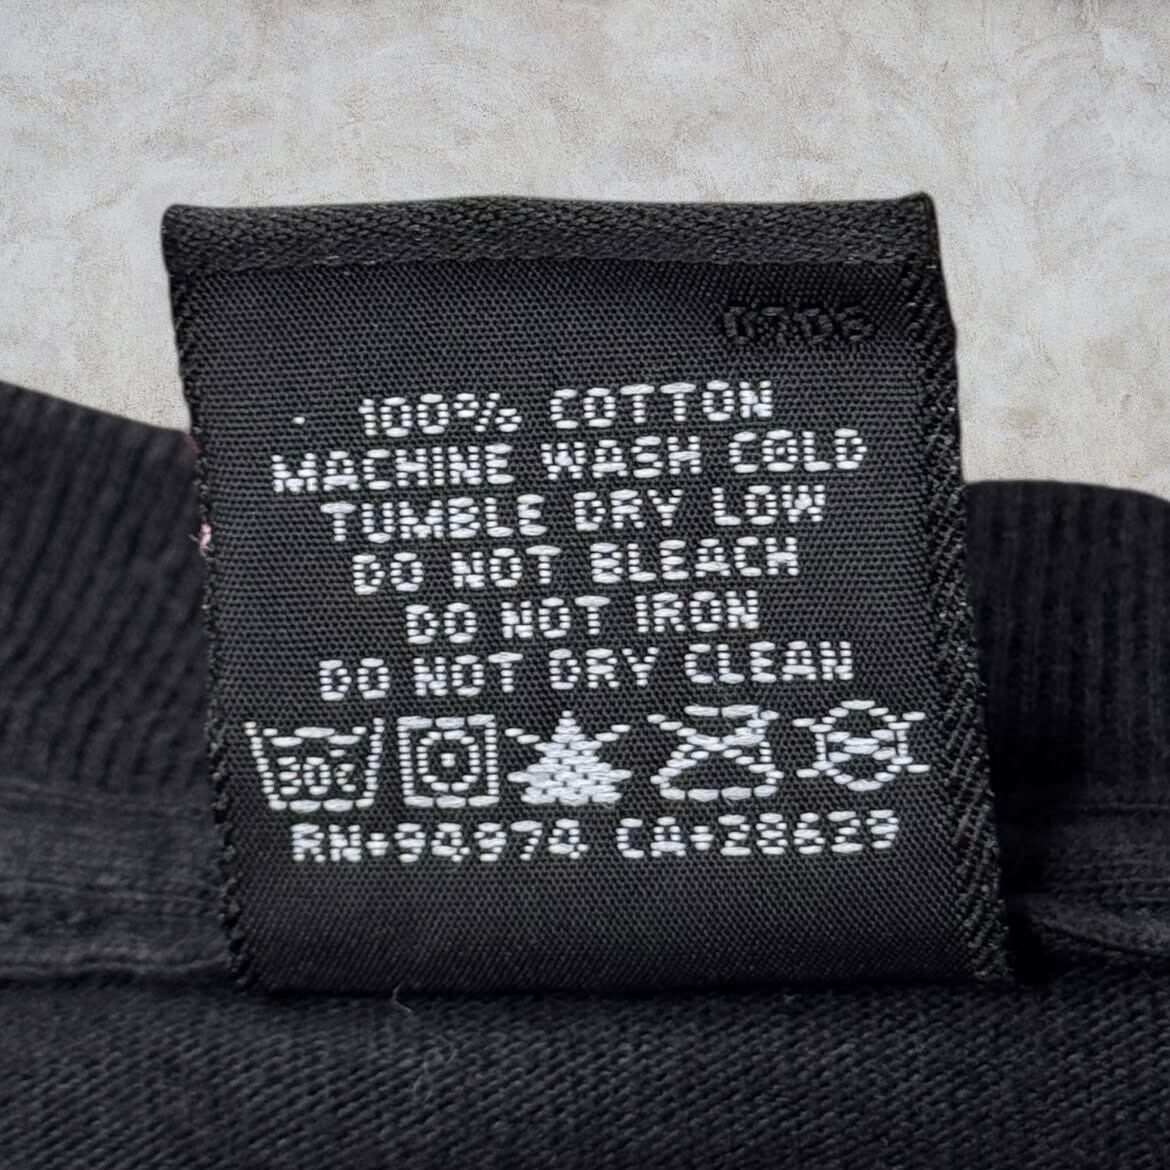 100% COTTON
MACHINE WASH COLD
TUMBLE DRY LOW
DO NOT BLEACH
DO NOT IRON
DO NOT DRY CLEAN
30c
RN•94974 CA•28629